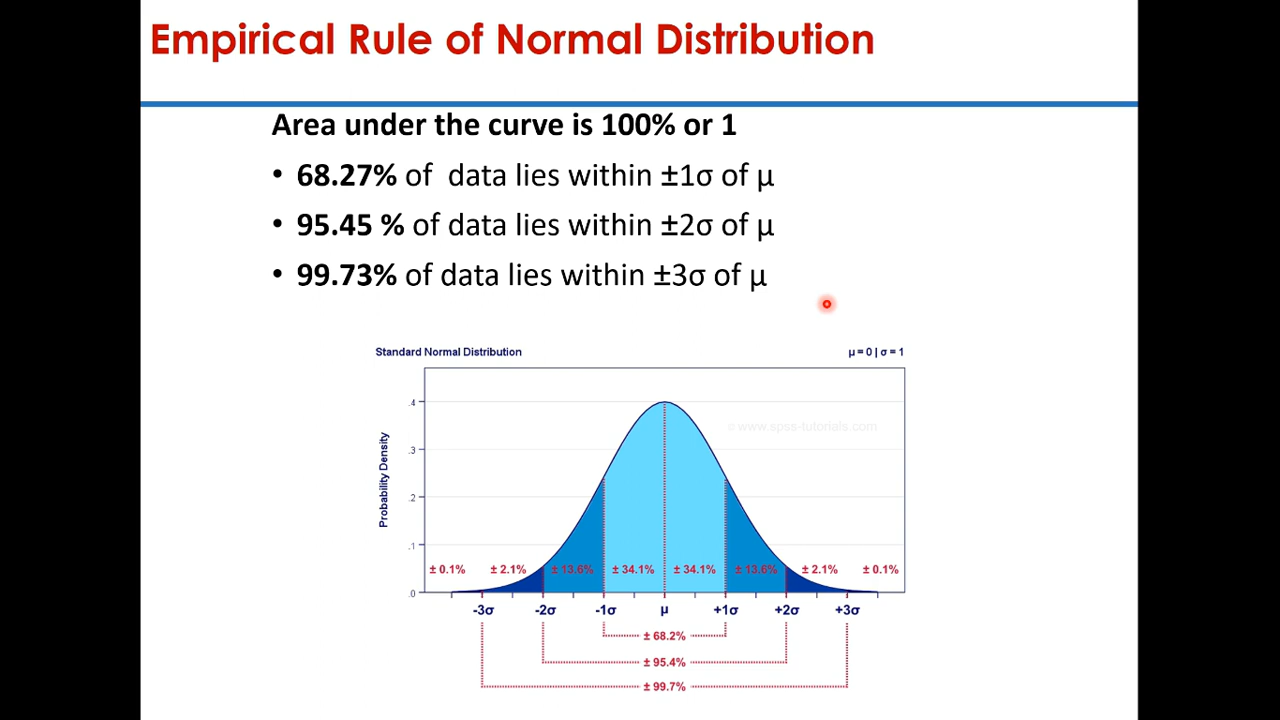 Empirical Rule of Normal Distribution
Area under the curve is 100% or 1
• 68.27% of data lies within ±1σ of µ
• 95.45 % of data lies within ±2σ of µ
• 99.73% of data lies within ±3σ of µ
Standard Normal Distribution
µ = 0 | σ = 1
©www.spss-tutorials.com
Probability Density
.4
.3
.2
.1
.0
± 0.1% ± 2.1% ± 13.6% ± 34.1% ± 34.1% ± 13.6% ± 2.1% ± 0.1%
-3σ -2σ -1σ µ +1σ +2σ +3σ
± 68.2%
± 95.4%
± 99.7%